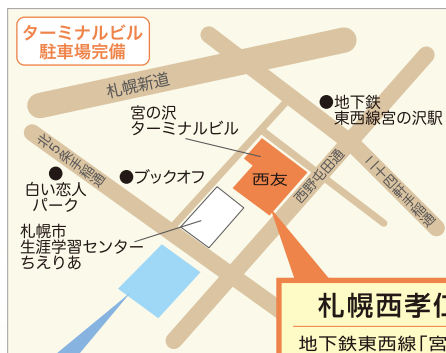 ターミナルビル
駐車場完備
札幌新道
地下鉄
東西線宮の沢駅
宮の沢
ターミナルビル
北5条手稲通
ブックオフ
白い恋人
パーク
西友
西野屯田通
二十四軒手稲通
札幌市
生涯学習センター
ちえりあ
札幌西孝仁
地下鉄東西線「宮